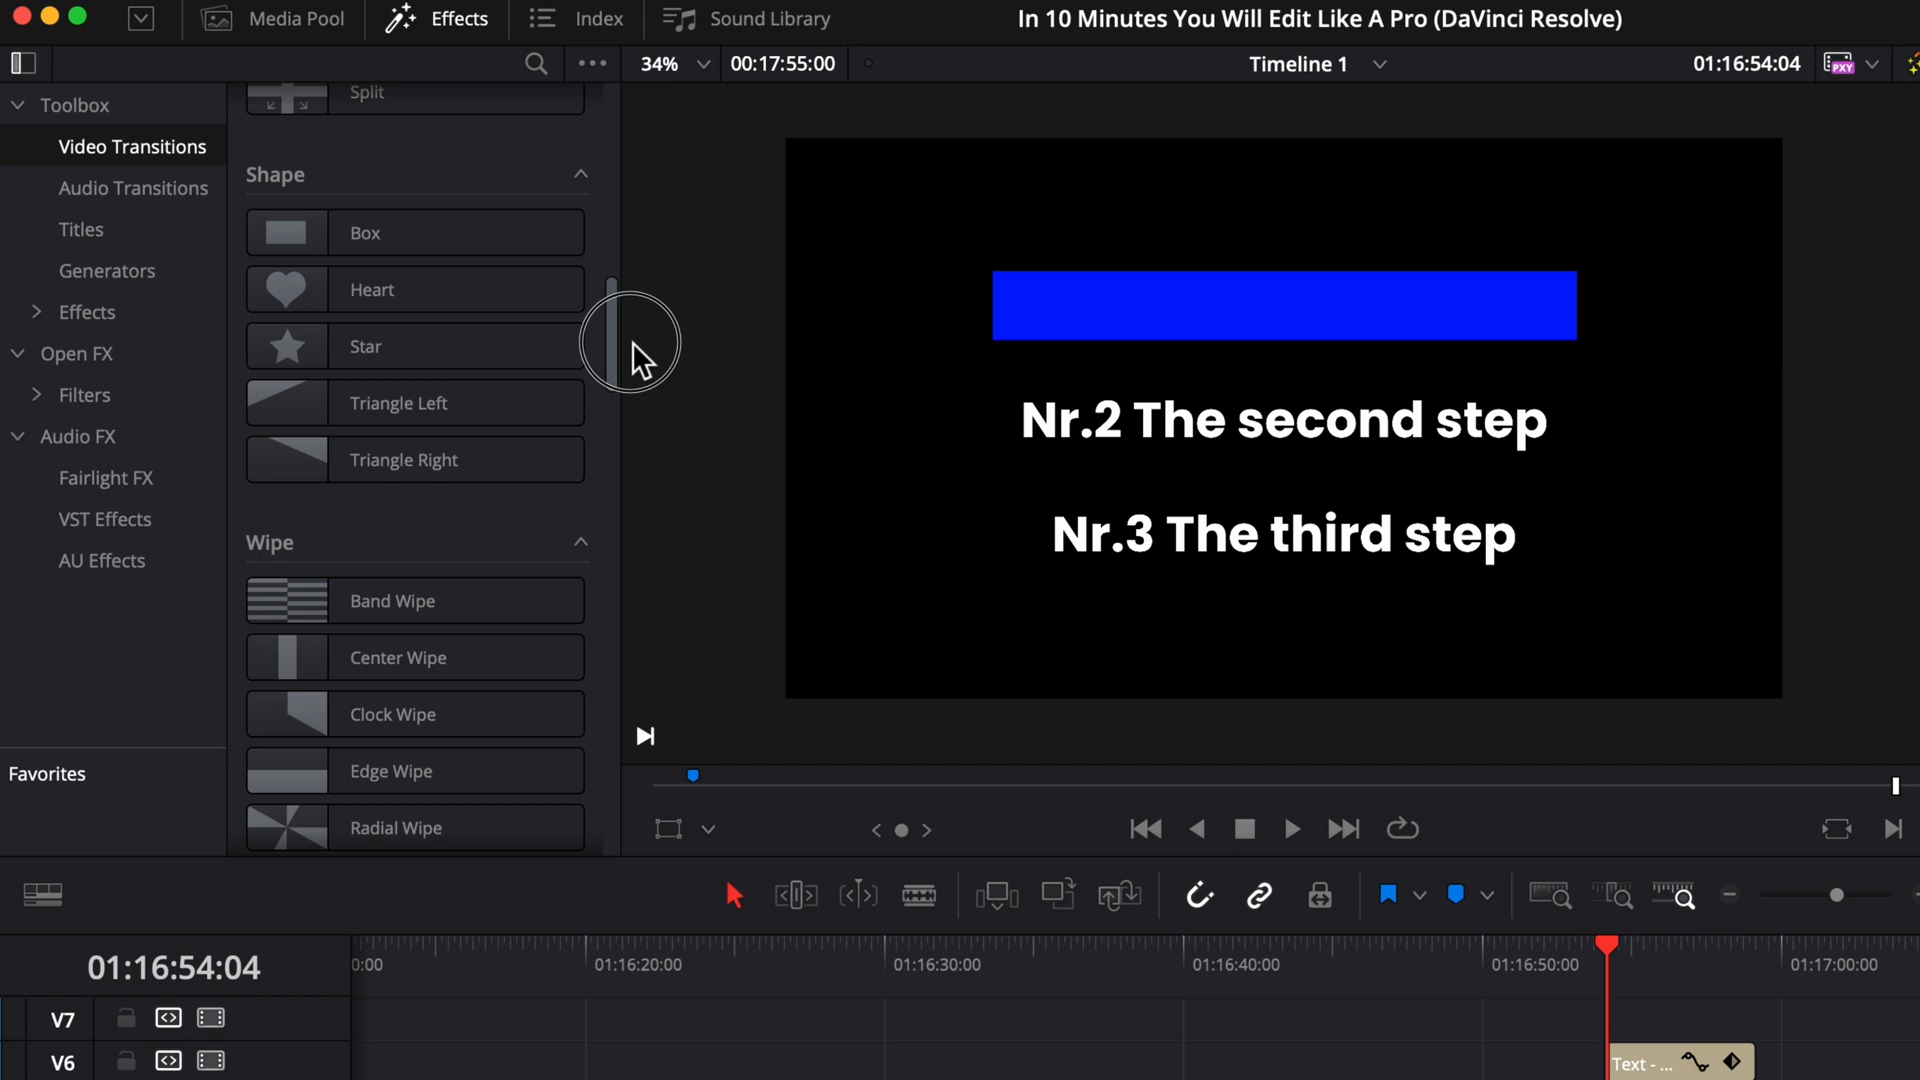 Media Pool
Effects
Index
Sound Library
In 10 Minutes You Will Edit Like A Pro (DaVinci Resolve)
34%
00:17:55:00
Timeline 1
01:16:54:04
PXY
Toolbox
Video Transitions
Audio Transitions
Titles
Generators
Effects
Open FX
Filters
Audio FX
Fairlight FX
VST Effects
AU Effects
Favorites
Split
Shape
Box
Heart
Star
Triangle Left
Triangle Right
Wipe
Band Wipe
Center Wipe
Clock Wipe
Edge Wipe
Radial Wipe
Nr.2 The second step
Nr.3 The third step
01:16:54:04
0:00
01:16:20:00
01:16:30:00
01:16:40:00
01:16:50:00
01:17:00:00
V7
V6
Text - ...